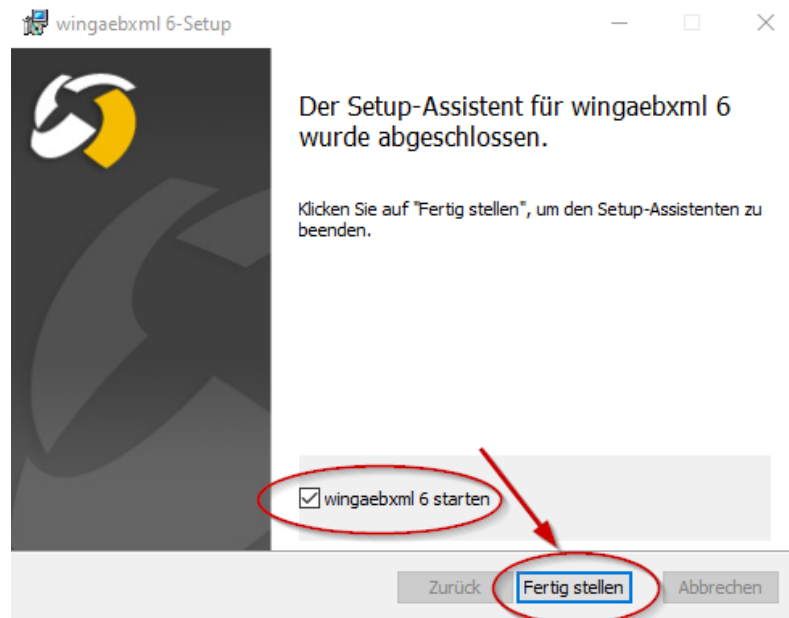 wingaebxml 6-Setup
Der Setup-Assistent für wingaebxml 6
wurde abgeschlossen.
Klicken Sie auf "Fertig stellen", um den Setup-Assistenten zu
beenden.
wingaebxml 6 starten
Zurück Fertig stellen Abbrechen